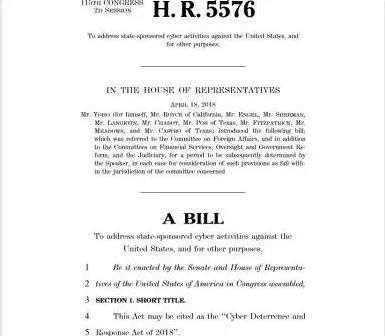 115TH CONGRESS
2D SESSION
H. R. 5576
To address state-sponsored cyber activities against the United States, and
for other purposes.
IN THE HOUSE OF REPRESENTATIVES
APRIL 18, 2018
Mr. YOHO (for himself, Mr. ROYCE of California, Mr. ENGEL, Mr. SHERMAN,
Mr. LANGEVIN, Mr. CHABOT, Mr. POE of Texas, Mr. FITZPATRICK, Mr.
MEADOWS, and Mr. CASTRO of Texas) introduced the following bill;
which was referred to the Committee on Foreign Affairs, and in addition
to the Committees on Financial Services, Oversight and Government Re-
form, and the Judiciary, for a period to be subsequently determined by
the Speaker, in each case for consideration of such provisions as fall with-
in the jurisdiction of the committee concerned
A BILL
To address state-sponsored cyber activities against the
United States, and for other purposes.
1 Be it enacted by the Senate and House of Representa-
2 tives of the United States of America in Congress assembled,
3 SECTION 1. SHORT TITLE.
4 This Act may be cited as the "Cyber Deterrence and
5 Response Act of 2018".